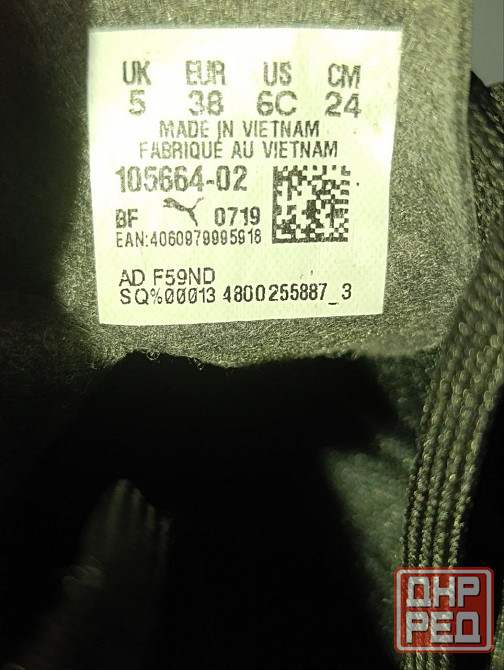 UK EUR US CM
5 38 6C 24
MADE IN VIETNAM
FABRIQUÉ AU VIETNAM
105664-02
BF 0719
EAN:4060979995918
AD F59ND
SQ%00013 4800255887_3
ДНР
РЕД